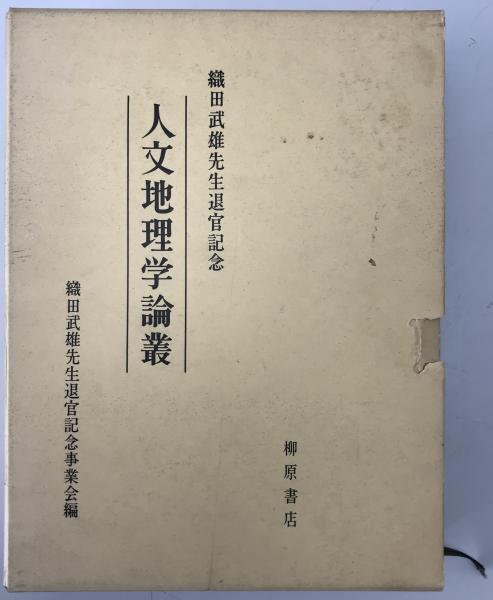 織田武雄先生退官記念
人文地理学論叢
織田武雄先生退官記念事業会編
柳原書店